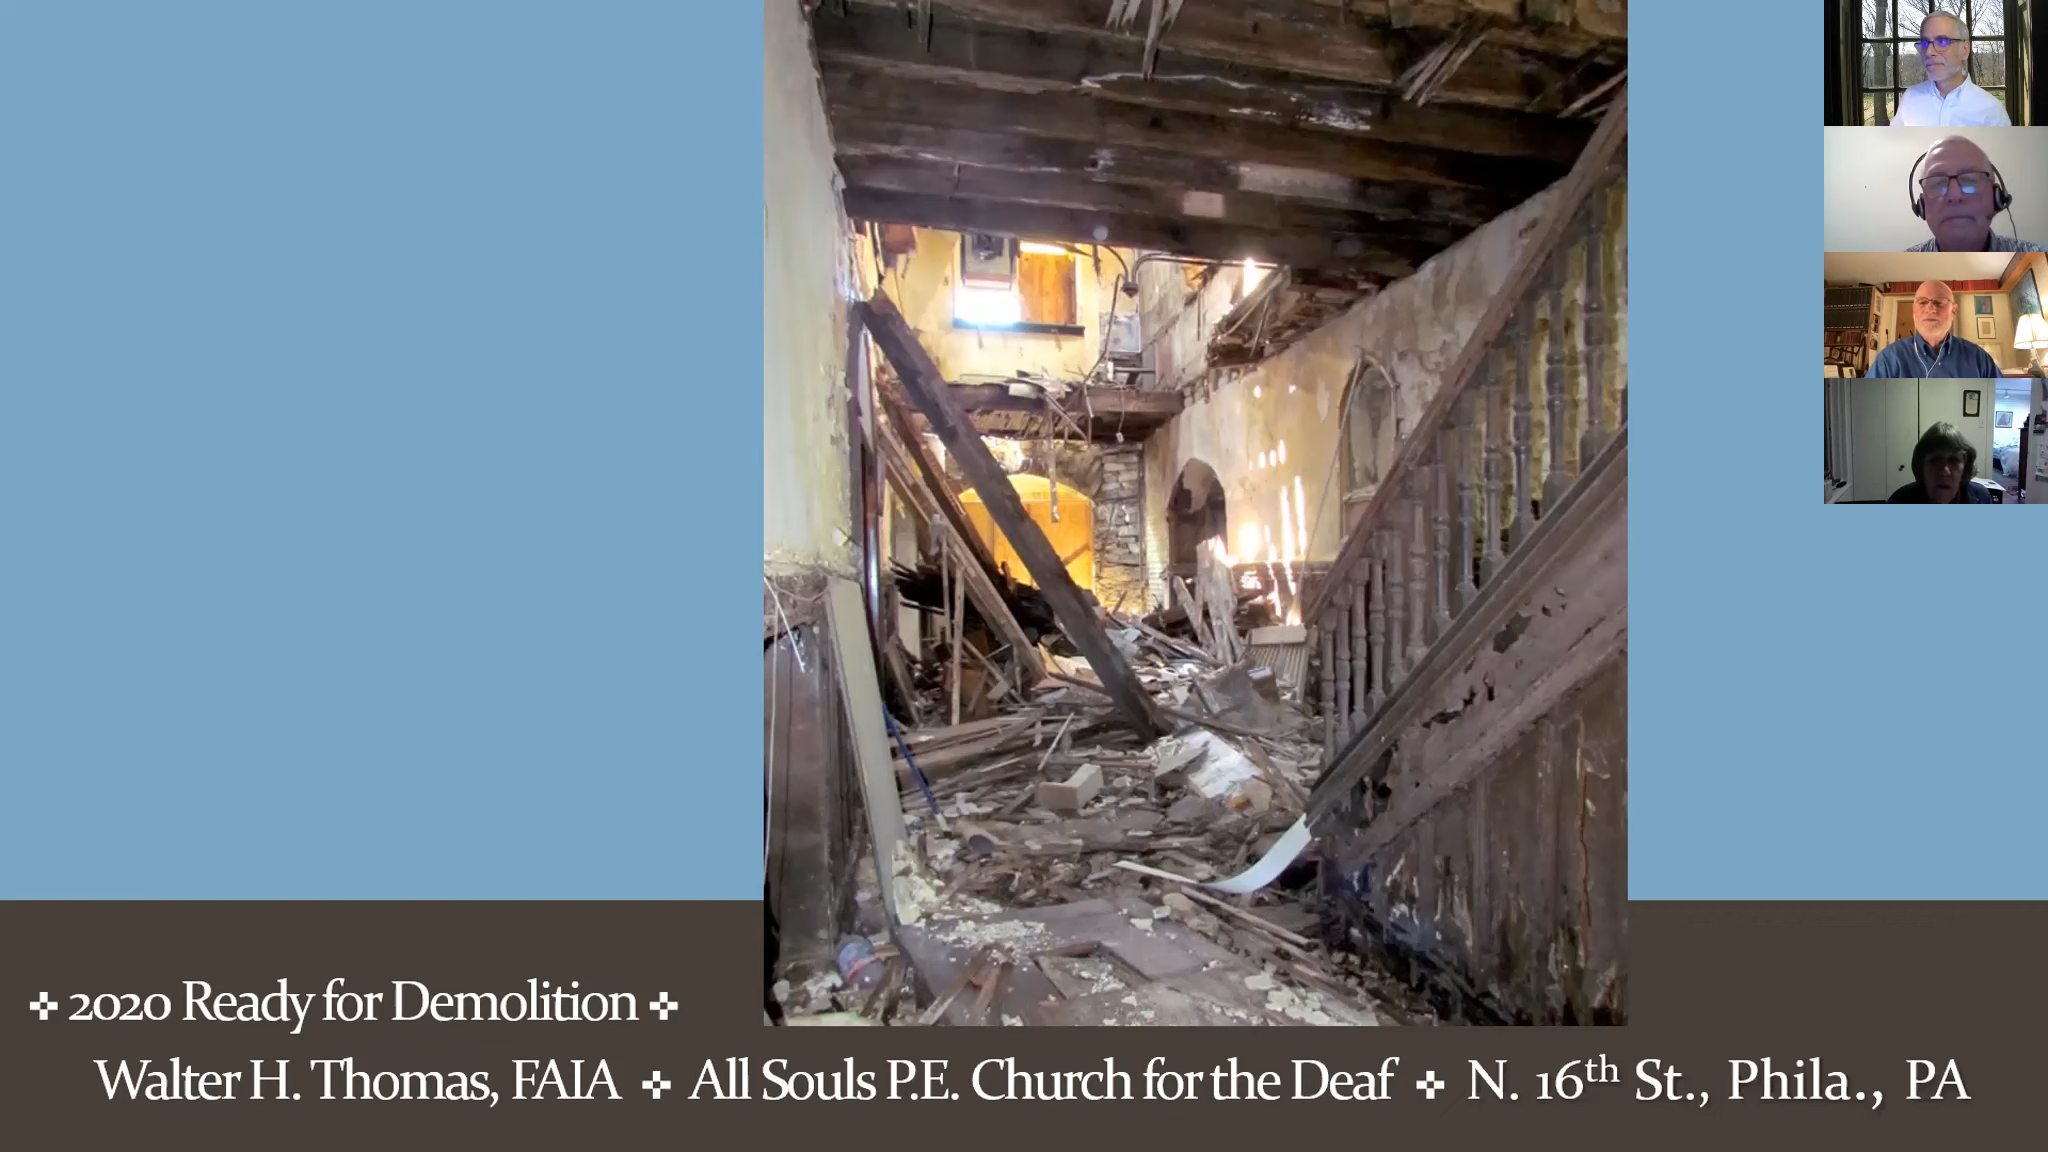 ✣ 2020 Ready for Demolition ✣
Walter H. Thomas, FAIA ✣ All Souls P.E. Church for the Deaf ✣ N. 16th St., Phila., PA